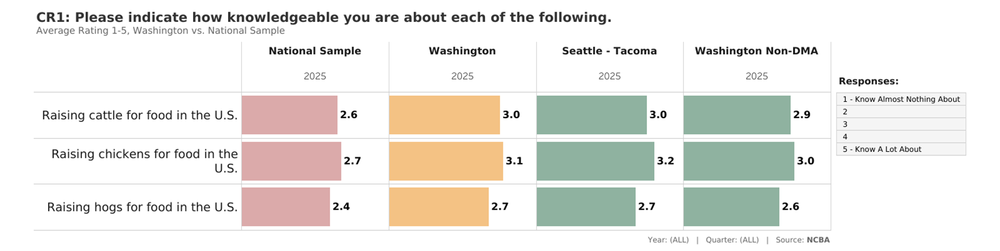 CR1: Please indicate how knowledgeable you are about each of the following.
Average Rating 1-5, Washington vs. National Sample
National Sample Washington Seattle - Tacoma Washington Non-DMA
2025 2025 2025 2025
Responses:
1 - Know Almost Nothing About
2
3
4
5 - Know A Lot About
Raising cattle for food in the U.S. 2.6 3.0 3.0 2.9
Raising chickens for food in the
U.S. 2.7 3.1 3.2 3.0
Raising hogs for food in the U.S. 2.4 2.7 2.7 2.6
Year: (ALL) | Quarter: (ALL) | Source: NCBA